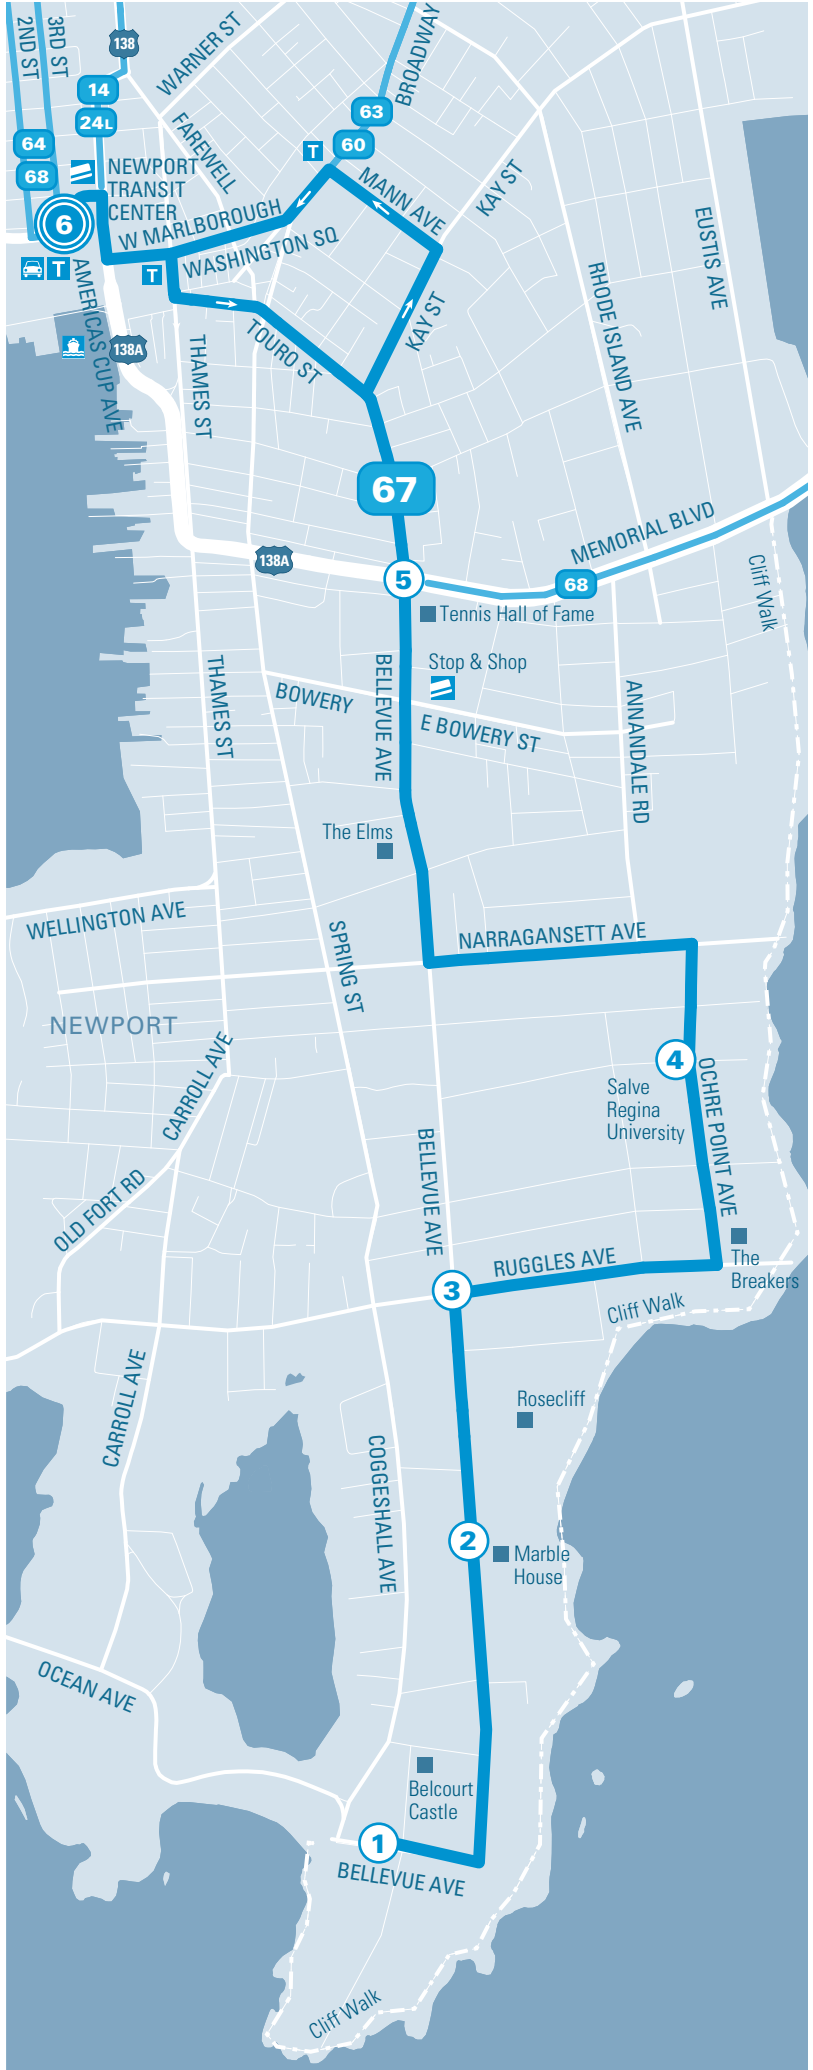 2ND ST
3RD ST
138
WARNER ST
BROADWAY
14
24L
63
60
64
68
FAREWELL
T
NEWPORT
TRANSIT
CENTER
MANN AVE
KAY ST
6
W MARLBOROUGH
WASHINGTON SQ
EUSTIS AVE
T
T
AMERICAS CUP AVE
RHODE ISLAND AVE
KAY ST
TOURO ST
138A
THAMES ST
67
MEMORIAL BLVD
138A
5
68
Cliff Walk
Tennis Hall of Fame
THAMES ST
BELLEVUE AVE
Stop & Shop
BOWERY
E BOWERY ST
ANNANDALE RD
The Elms
WELLINGTON AVE
SPRING ST
NARRAGANSETT AVE
NEWPORT
CARROLL AVE
4
OCHRE POINT AVE
Salve
Regina
University
BELLEVUE AVE
OLD FORT RD
RUGGLES AVE
The
Breakers
3
Cliff Walk
CARROLL AVE
Rosecliff
COGGESHALL AVE
2
Marble
House
OCEAN AVE
Belcourt
Castle
1
BELLEVUE AVE
Cliff Walk